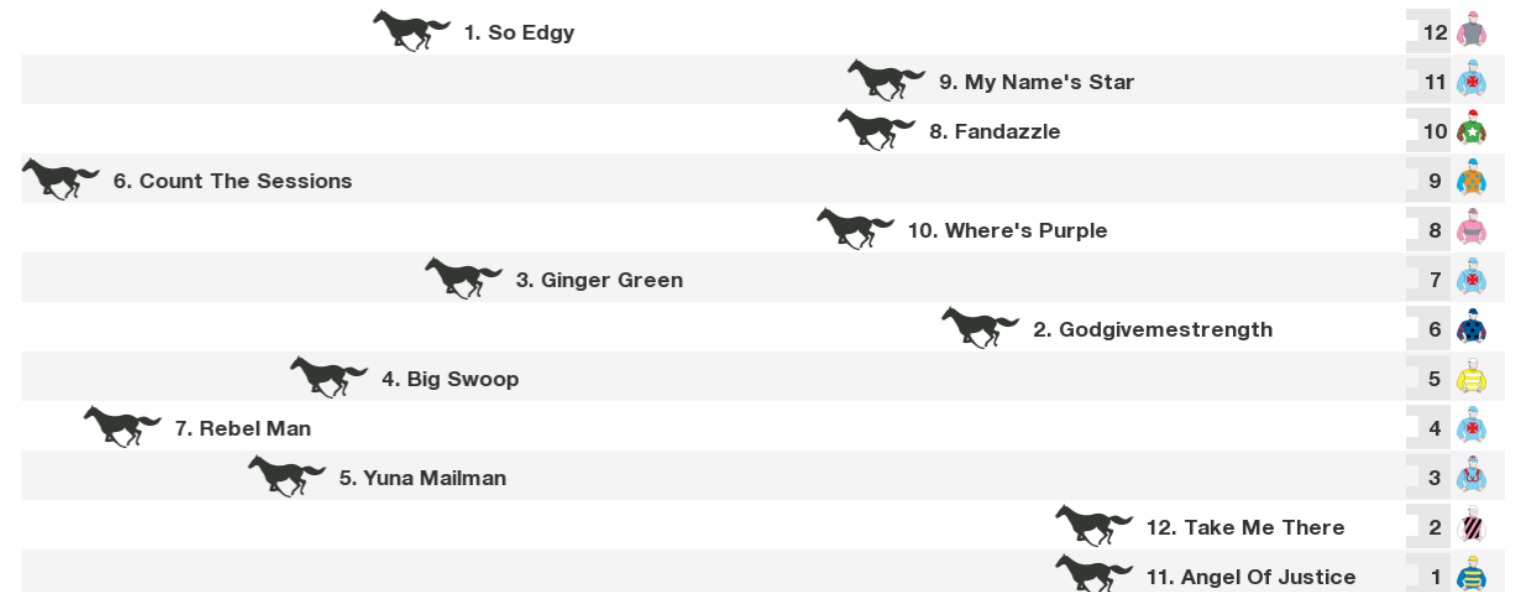 1. So Edgy 12
9. My Name's Star 11
8. Fandazzle 10
6. Count The Sessions 9
10. Where's Purple 8
3. Ginger Green 7
2. Godgivemestrength 6
4. Big Swoop 5
7. Rebel Man 4
5. Yuna Mailman 3
12. Take Me There 2
11. Angel Of Justice 1